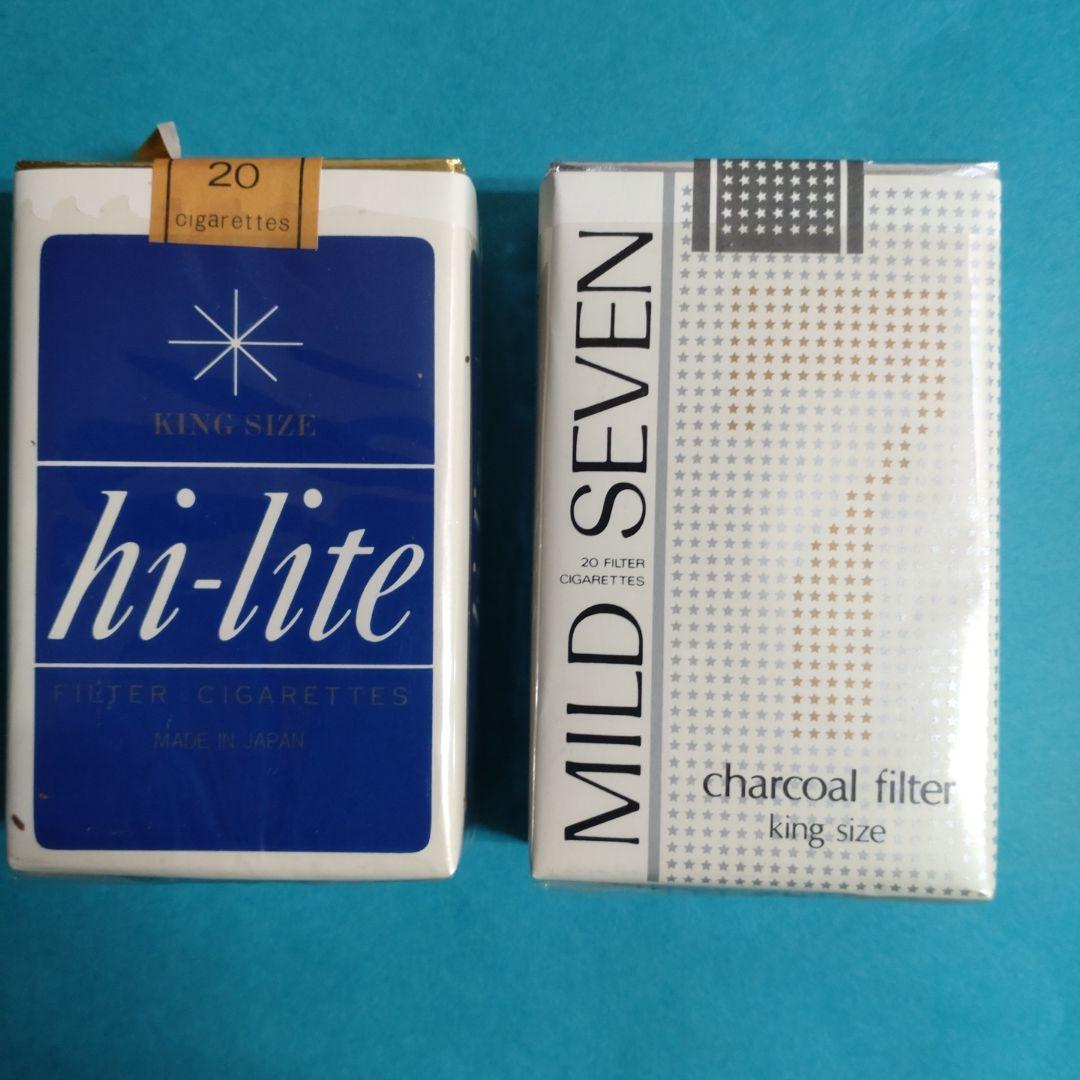 20
cigarettes
KING SIZE
hi-lite
FILTER CIGARETTES
MADE IN JAPAN
MILD SEVEN
20 FILTER
CIGARETTES
charcoal filter
king size